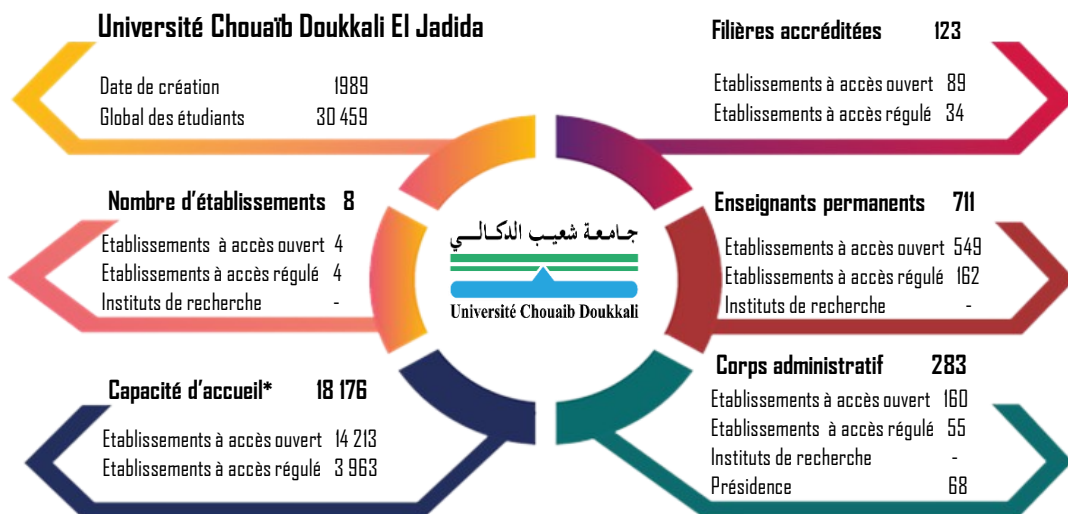 Université Chouaïb Doukkali El Jadida
Date de création 1989
Global des étudiants 30 459
Filières accréditées 123
Etablissements à accès ouvert 89
Etablissements à accès régulé 34
Nombre d'établissements 8
Etablissements à accès ouvert 4
Etablissements à accès régulé 4
Instituts de recherche -
جامعة شعيب الدكالي
Université Chouaib Doukkali
Enseignants permanents 711
Etablissements à accès ouvert 549
Etablissements à accès régulé 162
Instituts de recherche -
Capacité d'accueil* 18 176
Etablissements à accès ouvert 14 213
Etablissements à accès régulé 3 963
Corps administratif 283
Etablissements à accès ouvert 160
Etablissements à accès régulé 55
Instituts de recherche -
Présidence 68